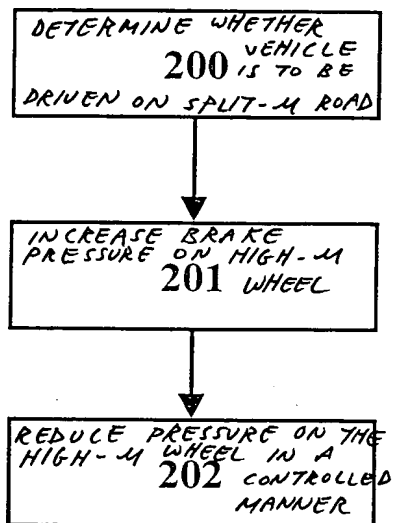 DETERMINE WHETHER
VEHICLE
200 IS TO BE
DRIVEN ON SPLIT-μ ROAD
INCREASE BRAKE
PRESSURE ON HIGH-μ
201 WHEEL
REDUCE PRESSURE ON THE
HIGH-μ WHEEL IN A
202 CONTROLLED
MANNER